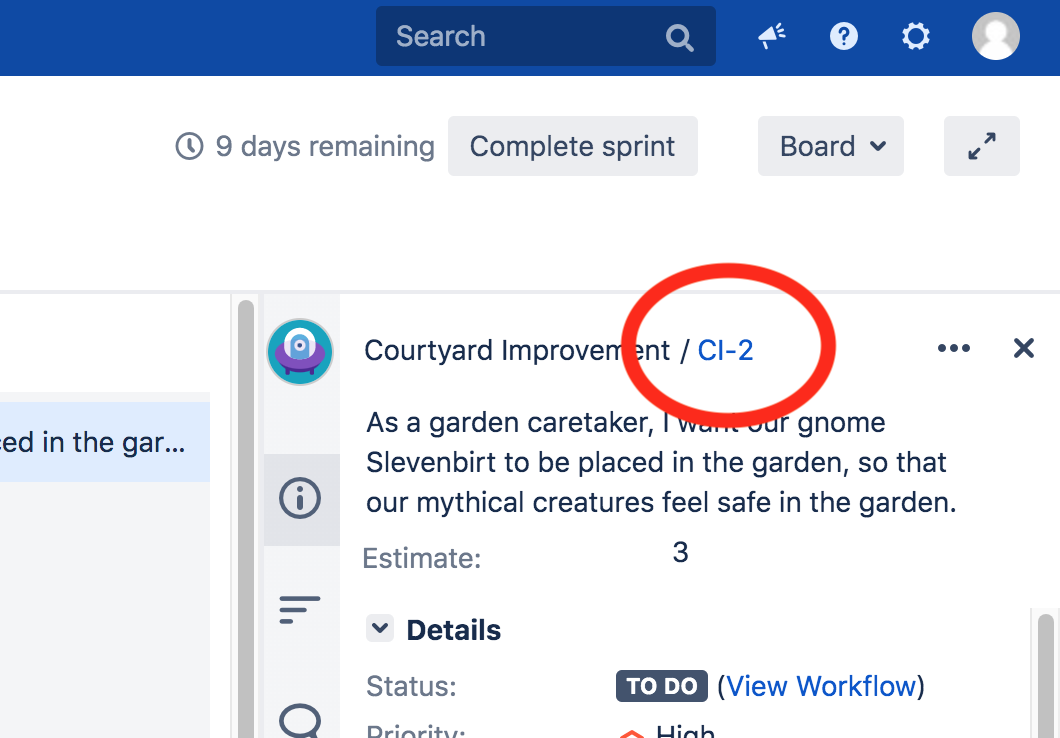 Search
9 days remaining Complete sprint Board
Courtyard Improvement / CI-2
ed in the gar...
As a garden caretaker, I want our gnome
Slevenbirt to be placed in the garden, so that
our mythical creatures feel safe in the garden.
Estimate: 3
Details
Status: TO DO (View Workflow)
Priority: High